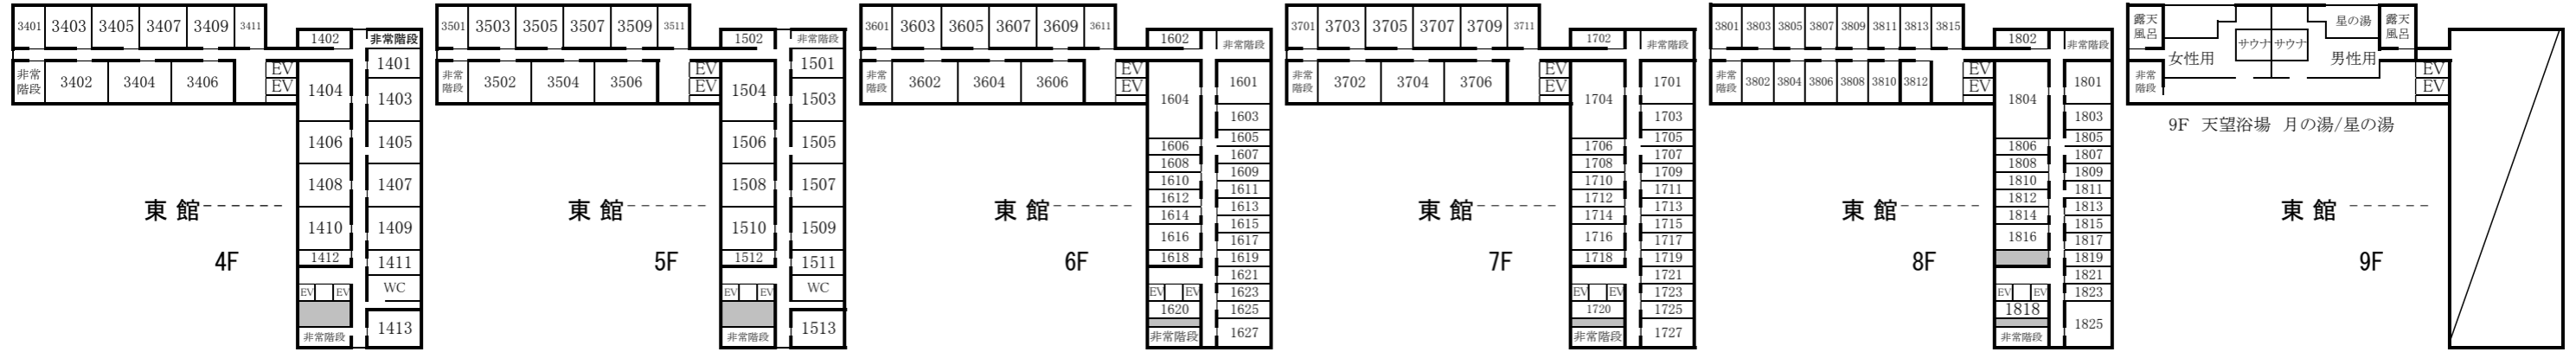 3401 3403 3405 3407 3409 3411
1402 非常階段
非常階段 3402 3404 3406 EV 1401
EV
1404 1403
1406 1405
1408 1407
東 館
1410 1409
4F 1412 1411
EV EV WC
非常階段 1413
3501 3503 3505 3507 3509 3511
1502 非常階段
非常階段 3502 3504 3506 EV 1501
EV
1504 1503
1506 1505
1508 1507
東 館
1510 1509
5F 1512 1511
EV EV WC
非常階段 1513
3601 3603 3605 3607 3609 3611
1602 非常階段
非常階段 3602 3604 3606 EV 1601
EV
1604 1603
1605
1606 1607
1608 1609
1610 1611
1612 1613
東 館
1614 1615
1616 1617
6F 1618 1619
1621
EV EV 1623
1620 1625
非常階段 1627
3701 3703 3705 3707 3709 3711
1702 非常階段
非常階段 3702 3704 3706 EV 1701
EV
1704 1703
1705
1706 1707
1708 1709
1710 1711
1712 1713
東 館
1714 1715
1716 1717
7F 1718 1719
1721
EV EV 1723
1720 1725
非常階段 1727
3801 3803 3805 3807 3809 3811 3813 3815
1802 非常階段
非常階段 3802 3804 3806 3808 3810 3812 EV 1801
EV
1804 1803
1805
1806 1807
1808 1809
1810 1811
1812 1813
東 館
1814 1815
1816 1817
8F 1819
1821
EV EV 1823
1818 1825
非常階段
露天風呂 星の湯 露天風呂
女性用 サウナ サウナ 男性用
非常階段 EV
EV
9F 天望浴場 月の湯/星の湯
東 館
9F